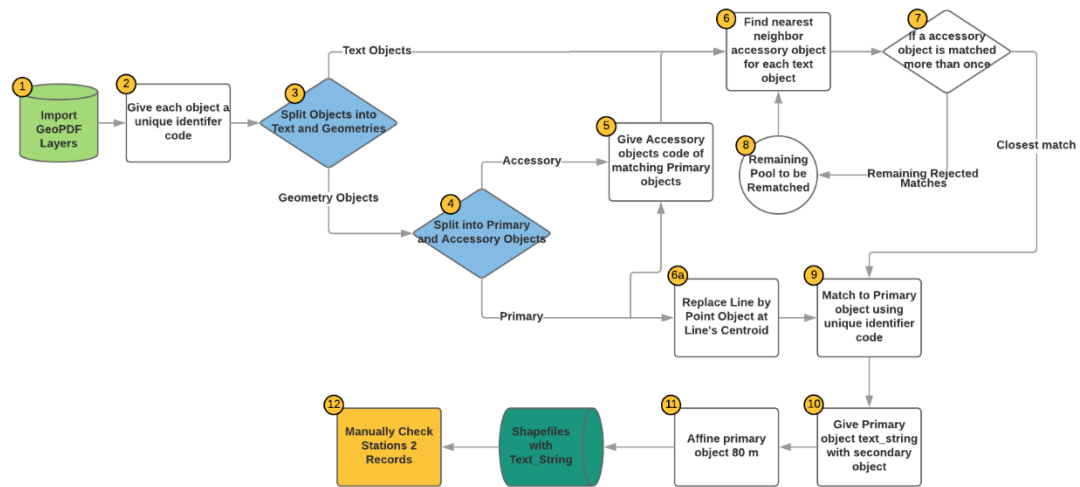 1
Import
GeoPDF
Layers
2
Give each object a
unique identifer
code
3
Split Objects into
Text and Geometries
Text Objects
Geometry Objects
4
Split into Primary
and Accessory Objects
Accessory
Primary
5
Give Accessory
objects code of
matching Primary
objects
6
Find nearest
neighbor
accessory object
for each text
object
7
If a accessory
object is matched
more than once
8
Remaining
Pool to be
Rematched
Remaining Rejected
Matches
Closest match
6a
Replace Line by
Point Object at
Line's Centroid
9
Match to Primary
object using
unique identifier
code
10
Give Primary
object text_string
with secondary
object
11
Affine primary
object 80 m
Shapefiles
with
Text_String
12
Manually Check
Stations 2
Records